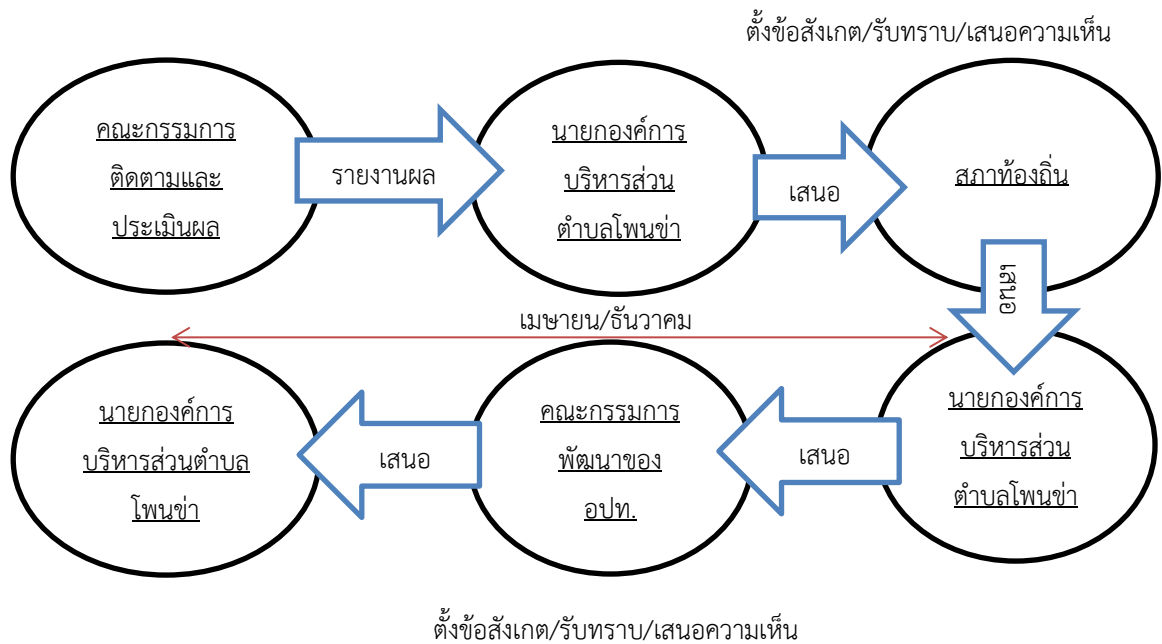 ตั้งข้อสังเกต/รับทราบ/เสนอความเห็น
คณะกรรมการ
ติดตามและ
ประเมินผล
รายงานผล
นายกองค์การ
บริหารส่วน
ตำบลโพนข่า
เสนอ
สภาท้องถิ่น
เสนอ
เมษายน/ธันวาคม
นายกองค์การ
บริหารส่วน
ตำบลโพนข่า
เสนอ
คณะกรรมการ
พัฒนาของ
อปท.
เสนอ
นายกองค์การ
บริหารส่วนตำบล
โพนข่า
ตั้งข้อสังเกต/รับทราบ/เสนอความเห็น